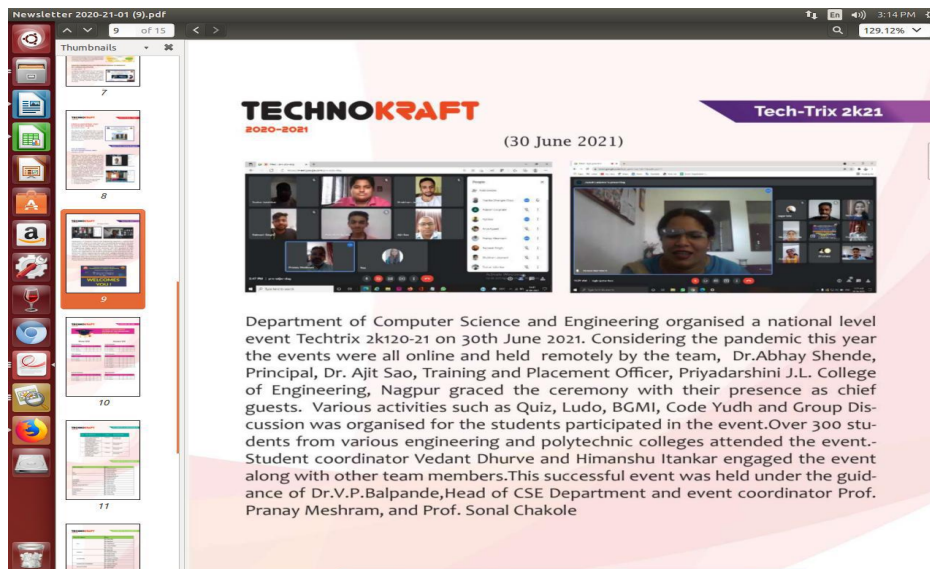 Newsletter 2020-21-01 (9).pdf
En
3:14 PM
9 of 15
129.12%
Thumbnails
7
8
9
10
11
TECHNOKRAFT
2020-2021
Tech-Trix 2k21
(30 June 2021)
Department of Computer Science and Engineering organised a national level
event Techtrix 2k120-21 on 30th June 2021. Considering the pandemic this year
the events were all online and held remotely by the team, Dr.Abhay Shende,
Principal, Dr. Ajit Sao, Training and Placement Officer, Priyadarshini J.L. College
of Engineering, Nagpur graced the ceremony with their presence as chief
guests. Various activities such as Quiz, Ludo, BGMI, Code Yudh and Group Dis-
cussion was organised for the students participated in the event.Over 300 stu-
dents from various engineering and polytechnic colleges attended the event.-
Student coordinator Vedant Dhurve and Himanshu Itankar engaged the event
along with other team members.This successful event was held under the guid-
ance of Dr.V.P.Balpande,Head of CSE Department and event coordinator Prof.
Pranay Meshram, and Prof. Sonal Chakole
WELCOMES
YOU!